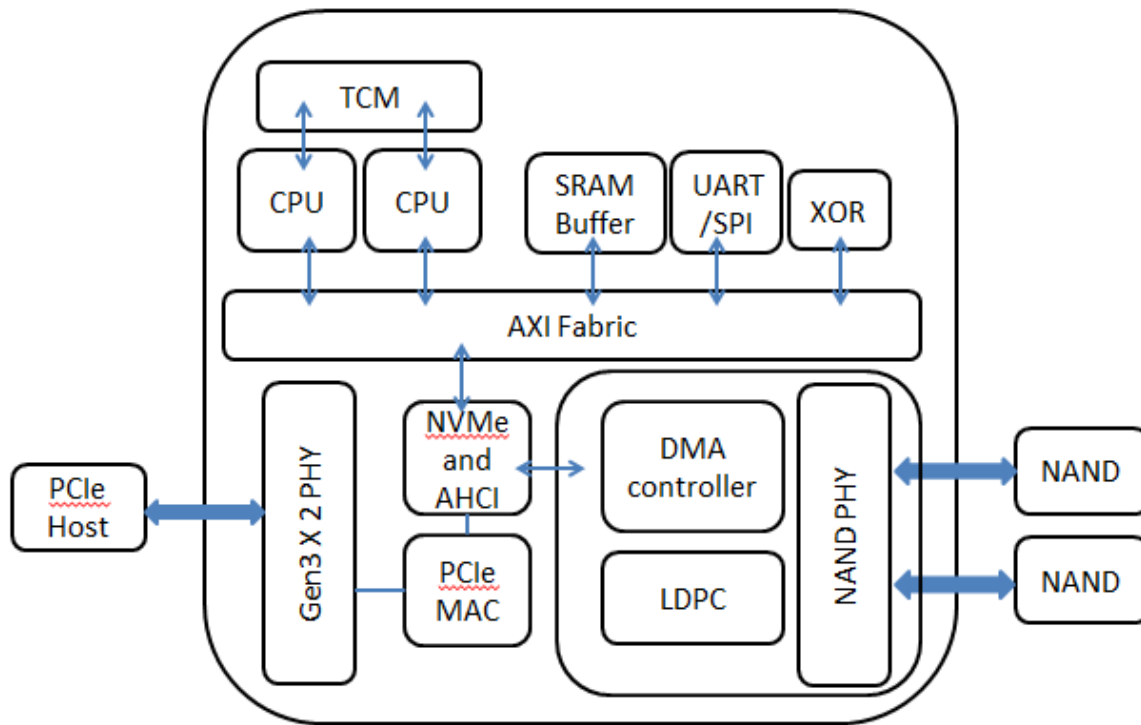 TCM
CPU
CPU
SRAM
Buffer
UART
/SPI
XOR
AXI Fabric
PCIe
Host
Gen3 X 2 PHY
NVMe
and
AHCI
PCIe
MAC
DMA
controller
LDPC
NAND PHY
NAND
NAND